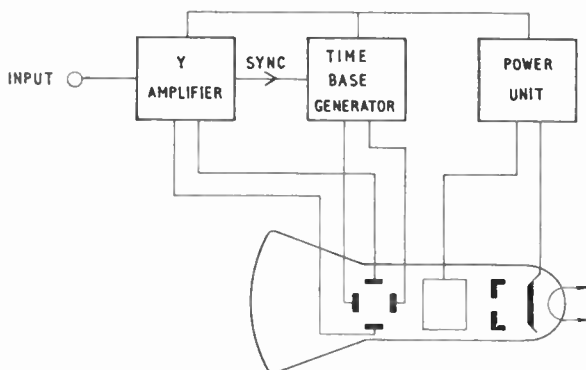 INPUT
Y
AMPLIFIER
SYNC
TIME
BASE
GENERATOR
POWER
UNIT